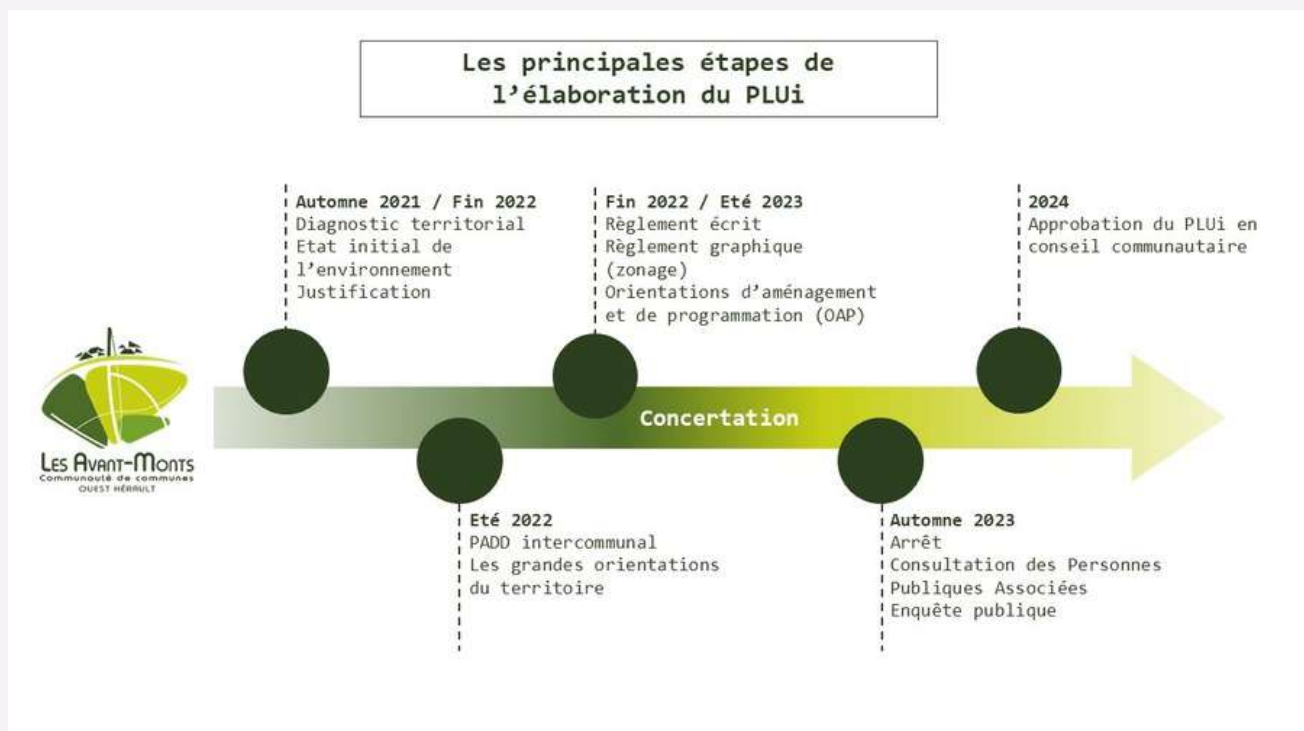 Les principales étapes de
l'élaboration du PLUi
Automne 2021 / Fin 2022
Diagnostic territorial
Etat initial de
l'environnement
Justification
Fin 2022 / Eté 2023
Règlement écrit
Règlement graphique
(zonage)
Orientations d'aménagement
et de programmation (OAP)
2024
Approbation du PLUi en
conseil communautaire
Concertation
LES AVANT-MONTS
Communauté de communes
OUEST HÉRAULT
Eté 2022
PADD intercommunal
Les grandes orientations
du territoire
Automne 2023
Arrêt
Consultation des Personnes
Publiques Associées
Enquête publique